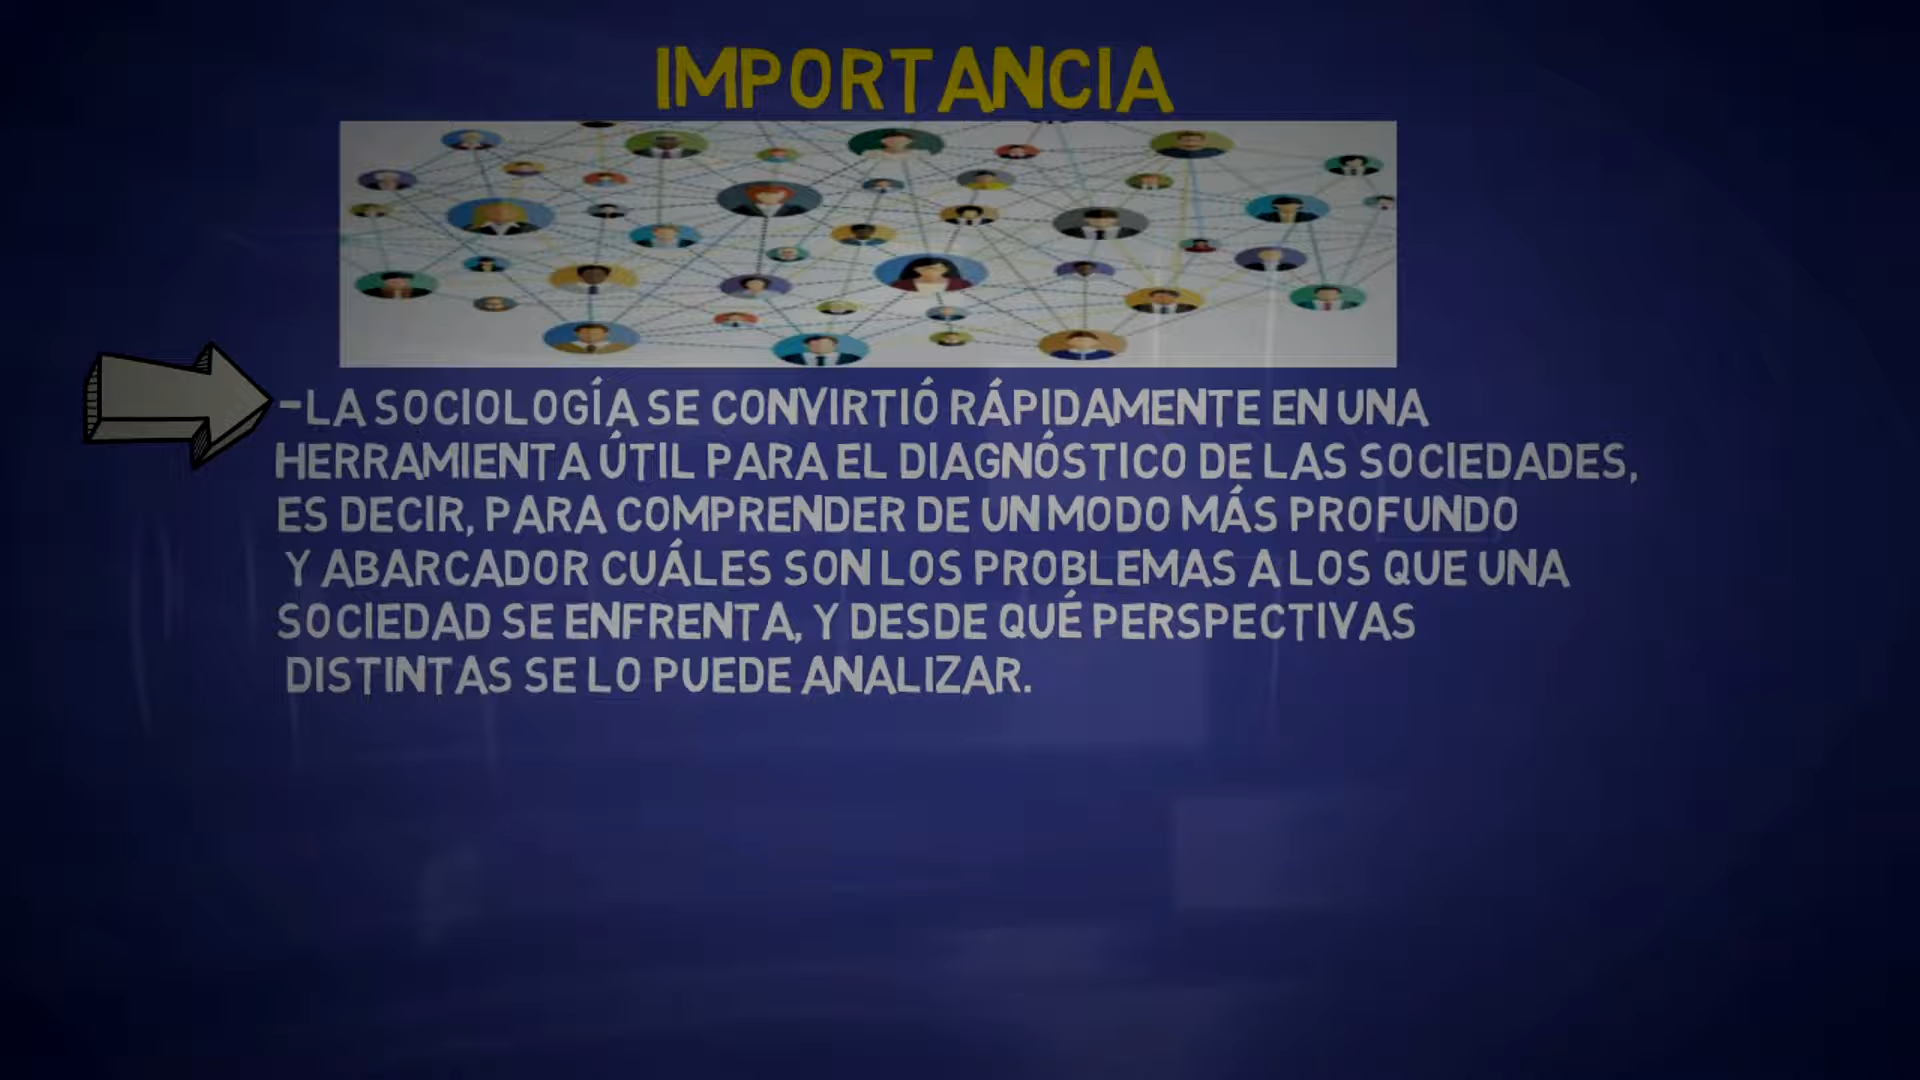 IMPORTANCIA
-LA SOCIOLOGÍA SE CONVIRTIÓ RÁPIDAMENTE EN UNA
HERRAMIENTA ÚTIL PARA EL DIAGNÓSTICO DE LAS SOCIEDADES,
ES DECIR, PARA COMPRENDER DE UN MODO MÁS PROFUNDO
Y ABARCADOR CUÁLES SON LOS PROBLEMAS A LOS QUE UNA
SOCIEDAD SE ENFRENTA, Y DESDE QUÉ PERSPECTIVAS
DISTINTAS SE LO PUEDE ANALIZAR.